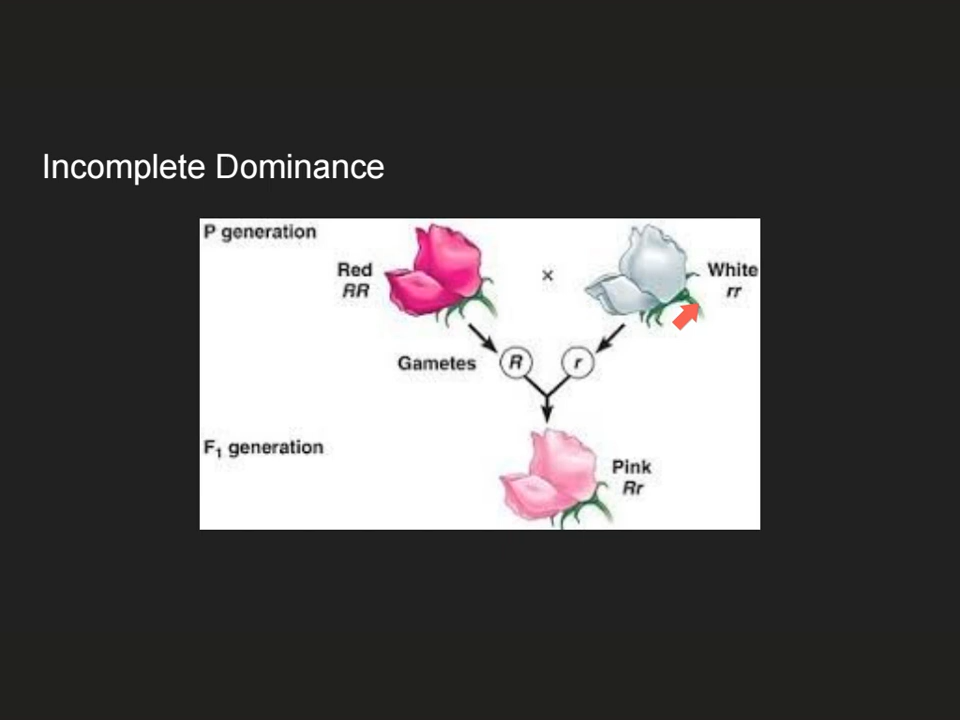 Incomplete Dominance
P generation
Red
RR
×
White
rr
Gametes
R
r
F₁ generation
Pink
Rr